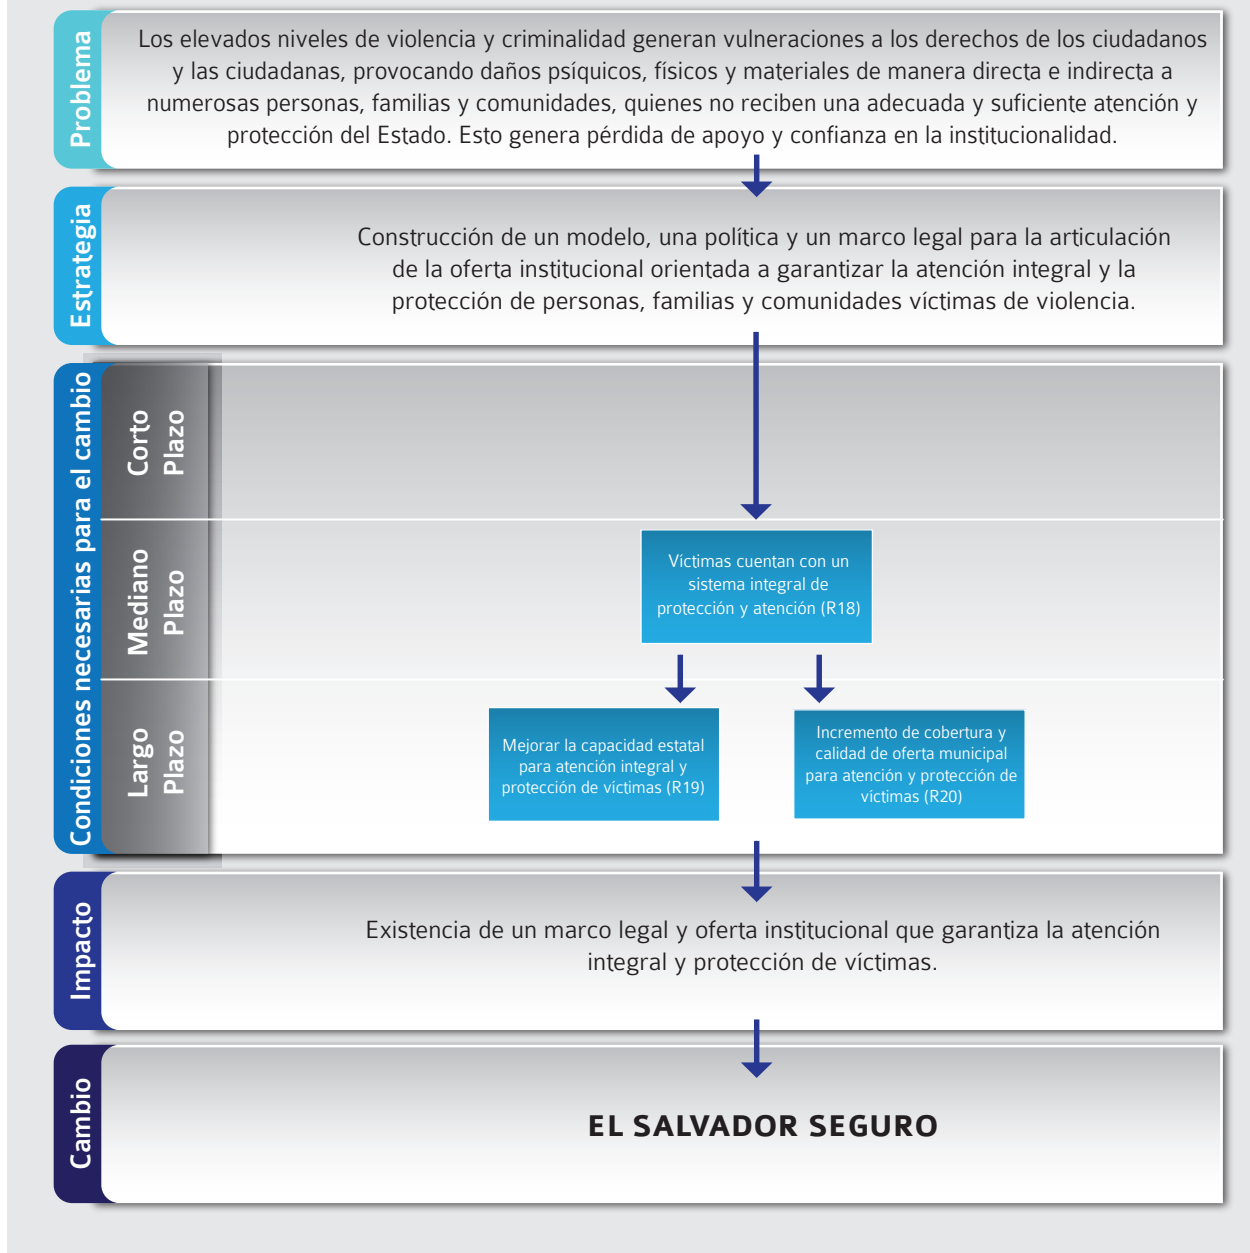 Problema
Los elevados niveles de violencia y criminalidad generan vulneraciones a los derechos de los ciudadanos
y las ciudadanas, provocando daños psíquicos, físicos y materiales de manera directa e indirecta a
numerosas personas, familias y comunidades, quienes no reciben una adecuada y suficiente atención y
protección del Estado. Esto genera pérdida de apoyo y confianza en la institucionalidad.
Estrategia
Construcción de un modelo, una política y un marco legal para la articulación
de la oferta institucional orientada a garantizar la atención integral y la
protección de personas, familias y comunidades víctimas de violencia.
Condiciones necesarias para el cambio
Corto
Plazo
Mediano
Plazo
Víctimas cuentan con un
sistema integral de
protección y atención (R18)
Largo
Plazo
Mejorar la capacidad estatal
para atención integral y
protección de víctimas (R19)
Incremento de cobertura y
calidad de oferta municipal
para atención y protección de
víctimas (R20)
Impacto
Existencia de un marco legal y oferta institucional que garantiza la atención
integral y protección de víctimas.
Cambio
EL SALVADOR SEGURO